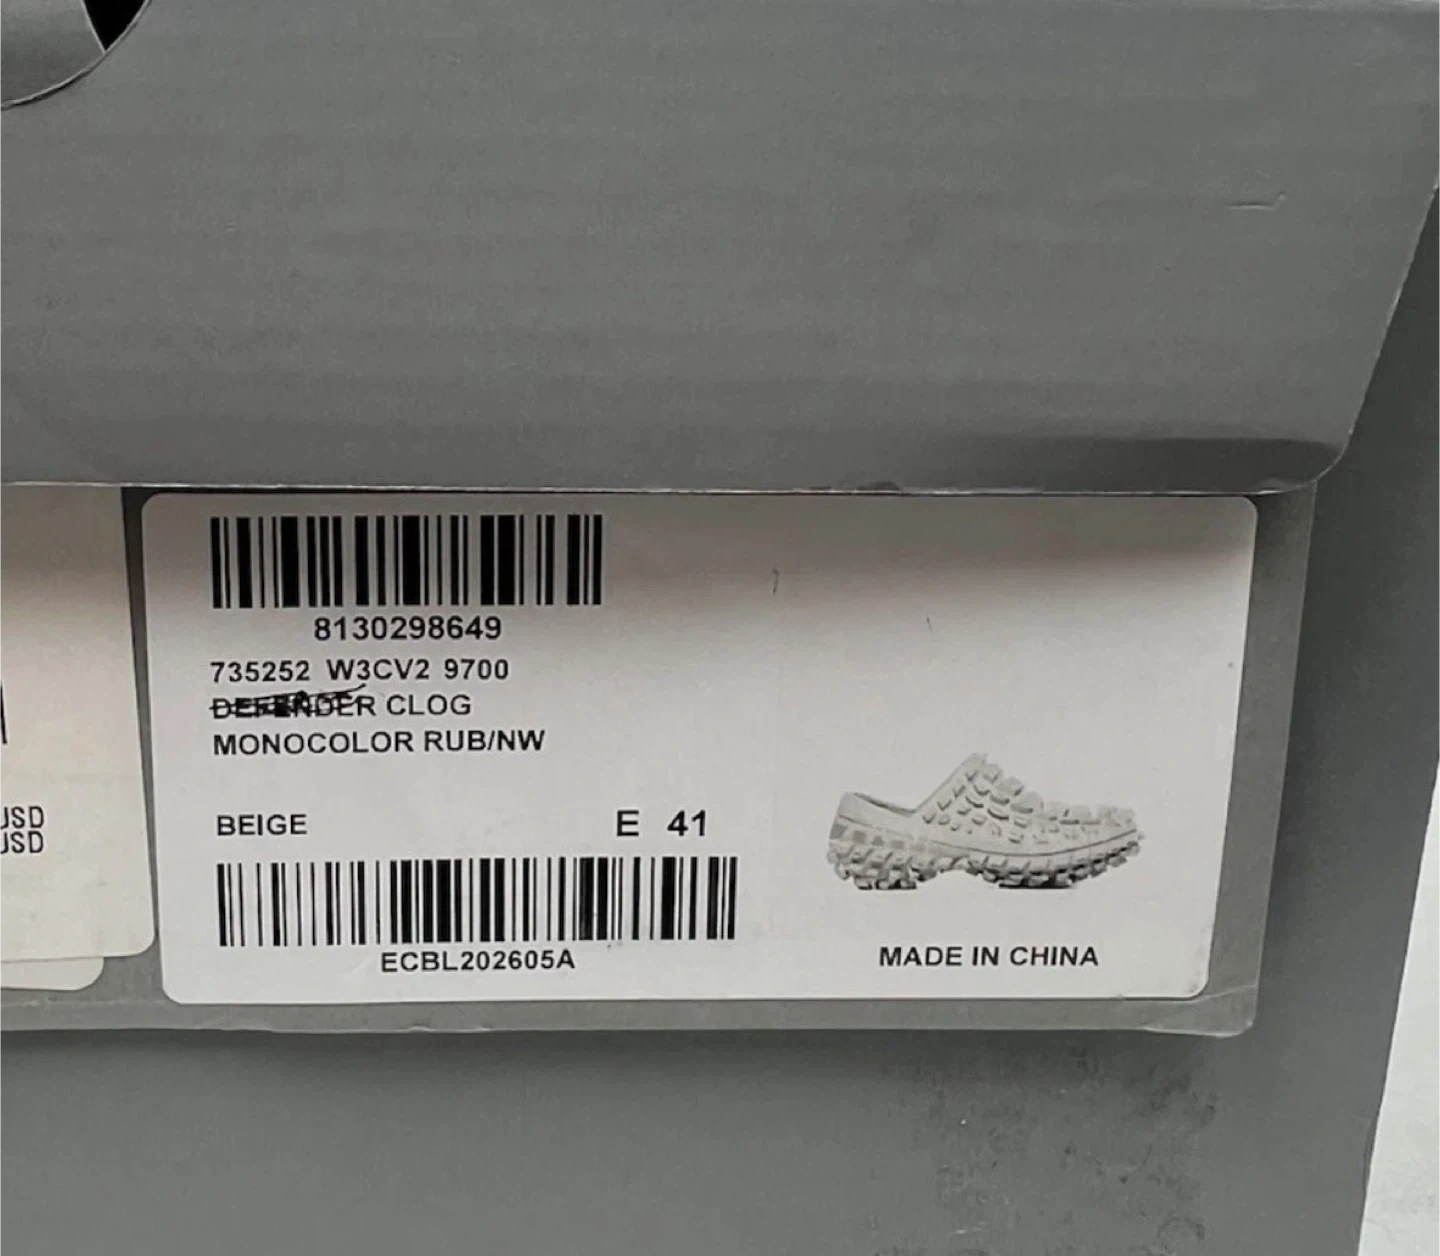 8130298649
735252 W3CV2 9700
DEFENDER CLOG
MONOCOLOR RUB/NW
BEIGE E 41
ECBL202605A
MADE IN CHINA
USD
USD